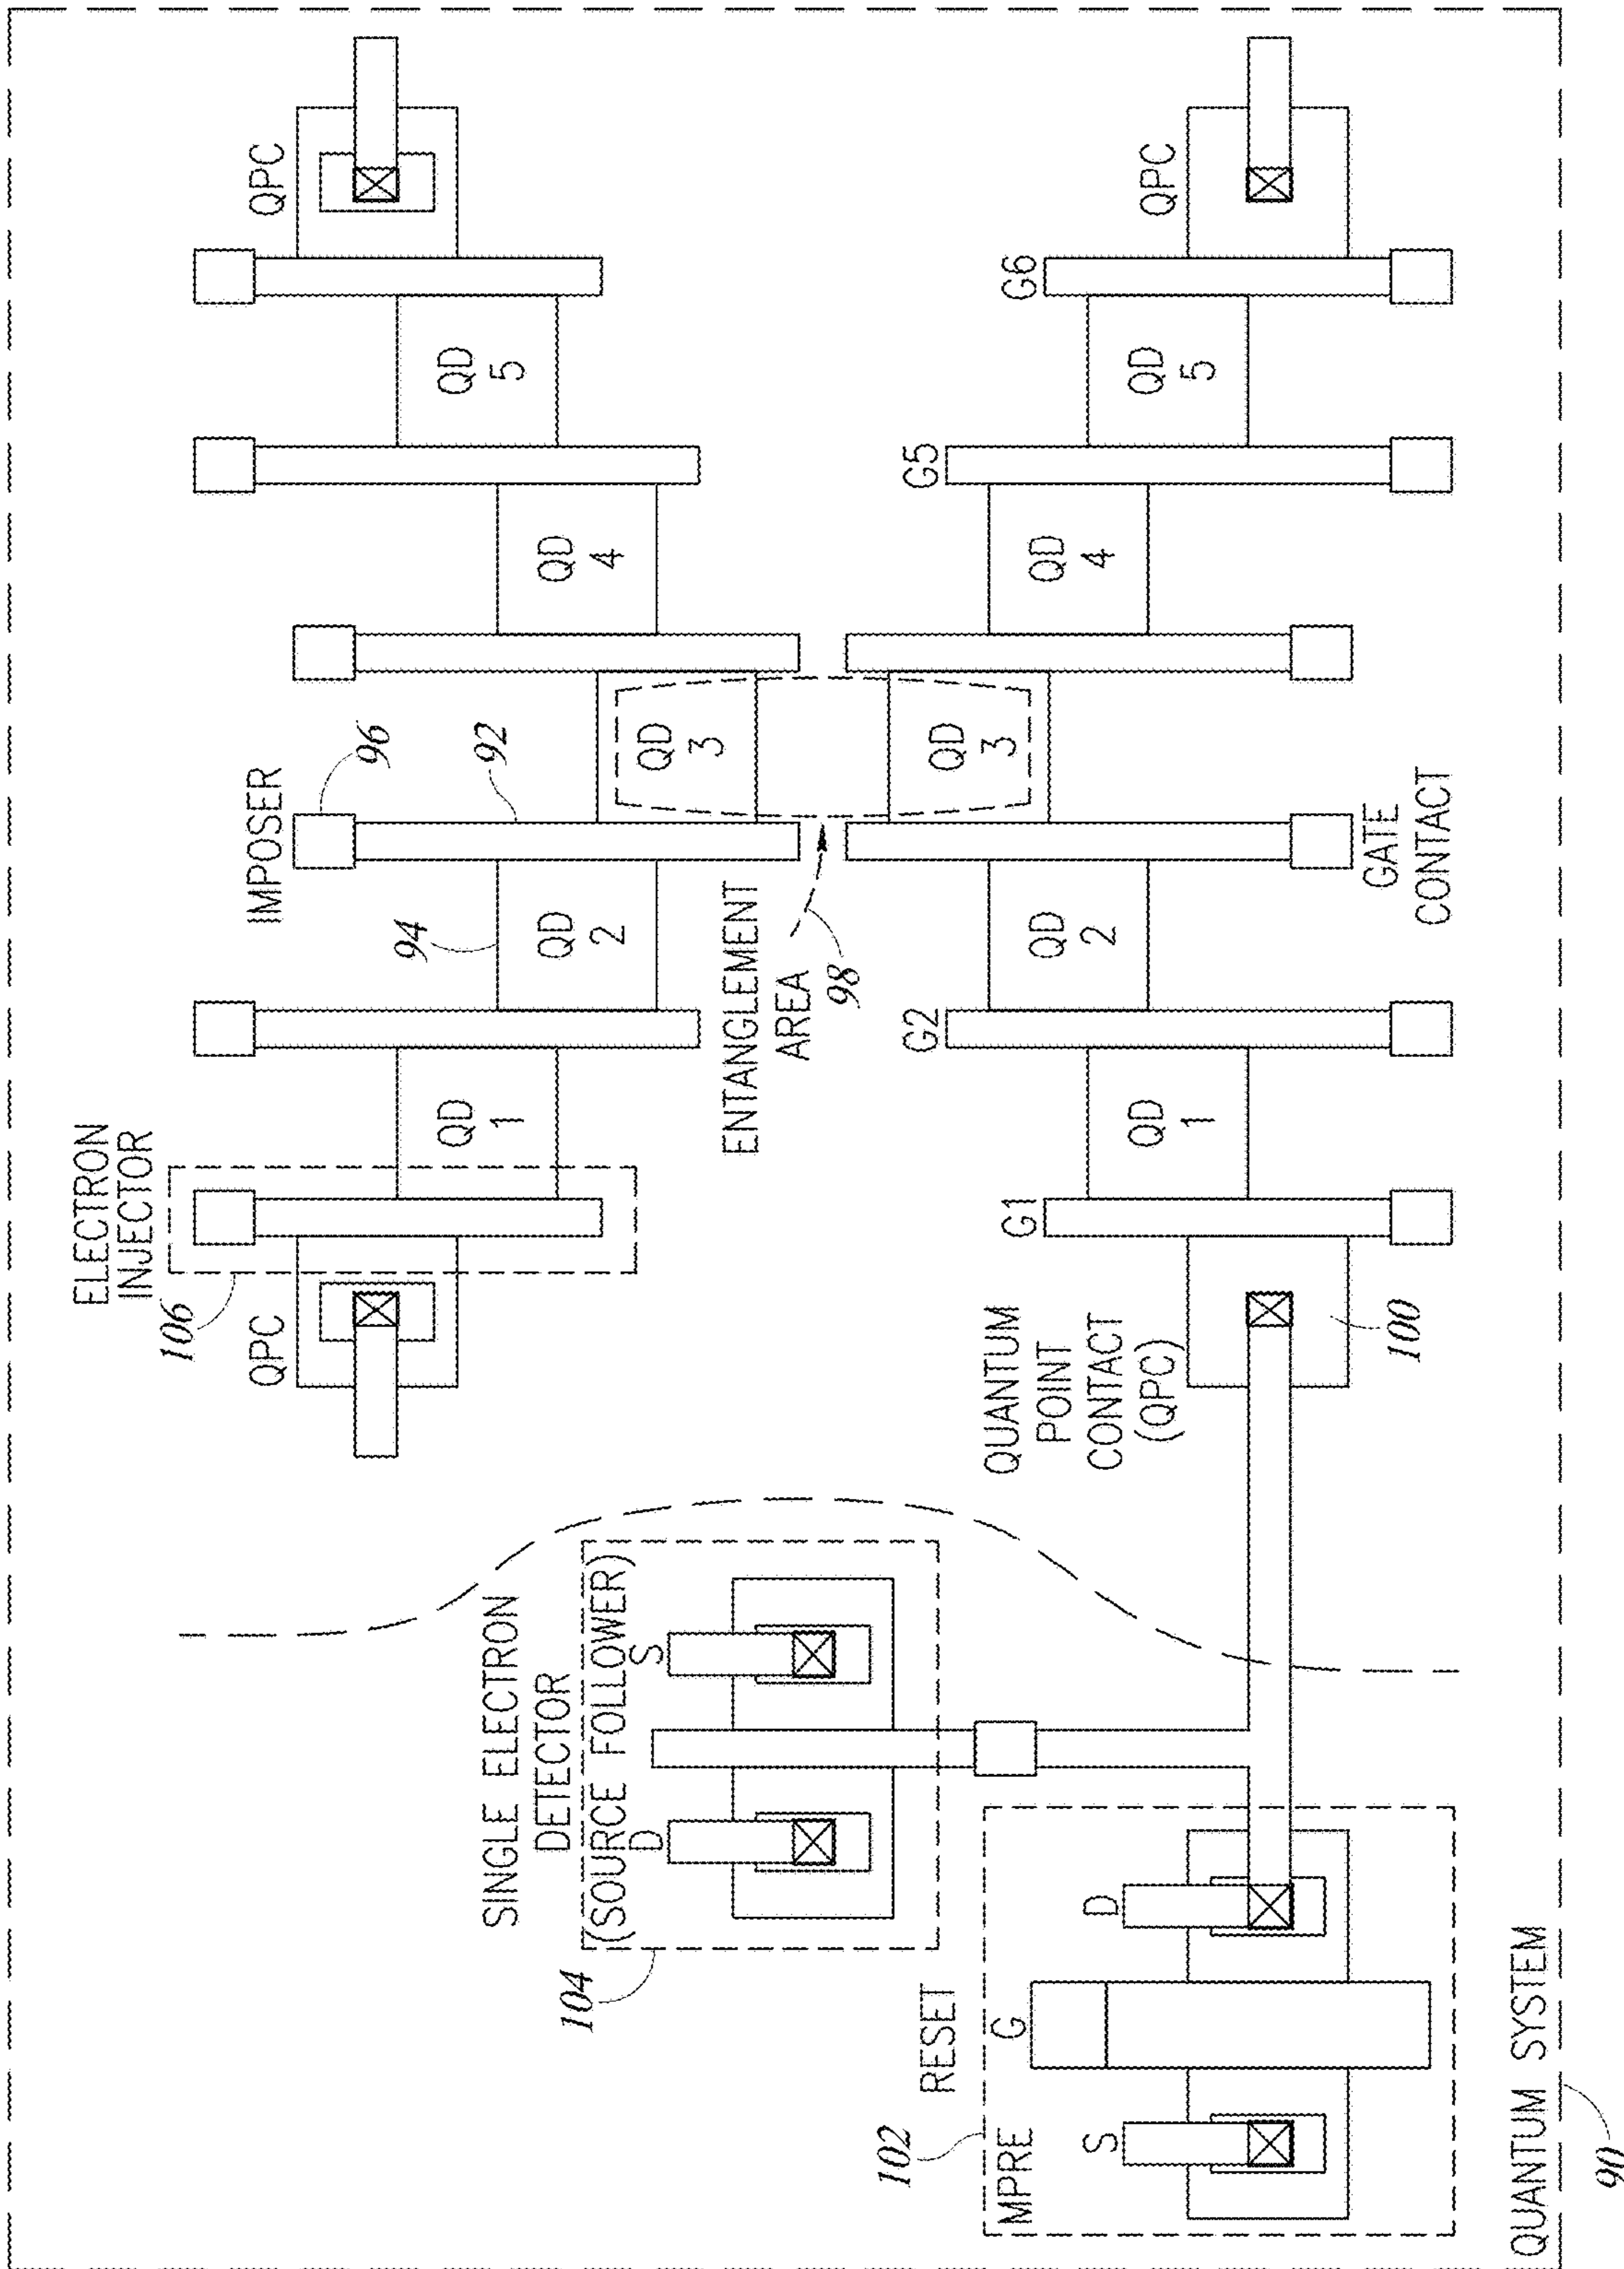 ELECTRON
INJECTOR
106
QPC
QD
1
94
QD
2
IMPOSER
96
92
QD
3
QD
4
QD
5
QPC
ENTANGLEMENT
AREA
98
SINGLE ELECTRON
DETECTOR
(SOURCE FOLLOWER)
D
S
104
QUANTUM
POINT
CONTACT
(QPC)
100
G1
QD
1
G2
QD
2
QD
3
GATE
CONTACT
QD
4
G5
QD
5
G6
QPC
RESET
102
MPRE
S
G
D
QUANTUM SYSTEM
90